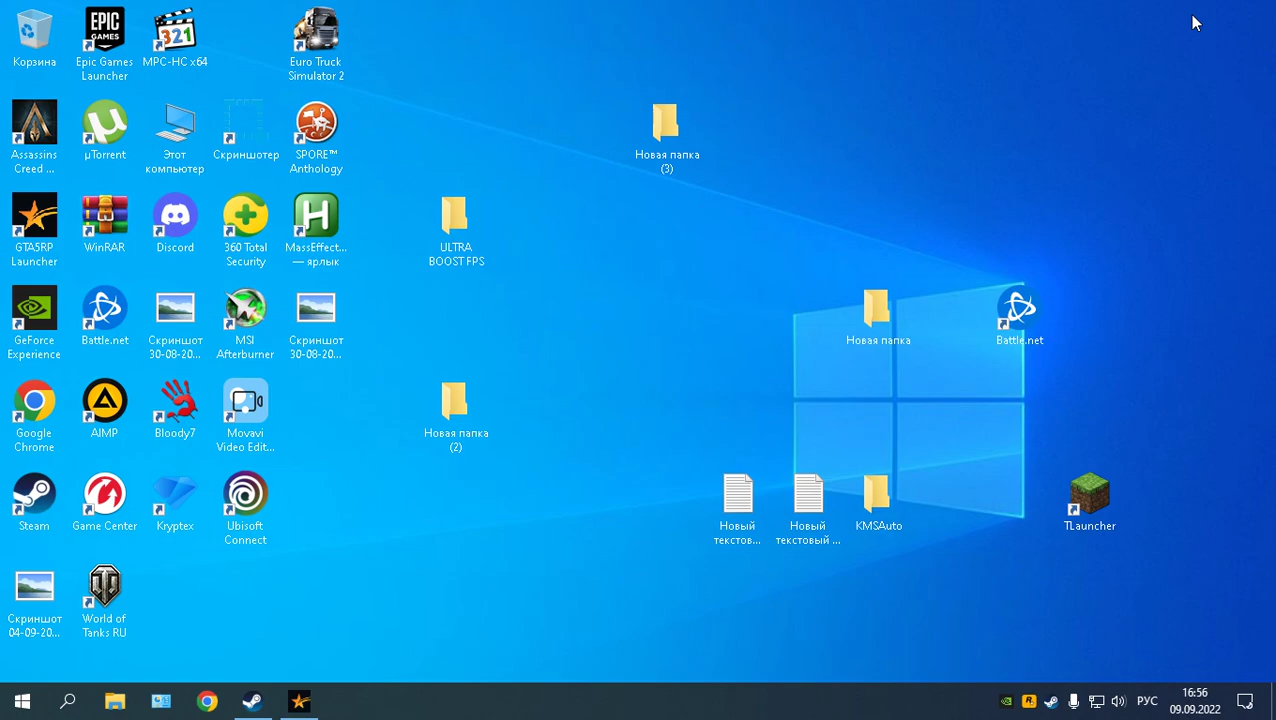 Корзина
Epic Games
Launcher
MPC-HC x64
Euro Truck
Simulator 2
Assassins
Creed ...
µTorrent
Этот
компьютер
Скриншотер
SPORE™
Anthology
Новая папка
(3)
GTA5RP
Launcher
WinRAR
Discord
360 Total
Security
MassEffect...
— ярлык
ULTRA
BOOST FPS
GeForce
Experience
Battle.net
Скриншот
30-08-20...
MSI
Afterburner
Скриншот
30-08-20...
Новая папка
Battle.net
Google
Chrome
AIMP
Bloody7
Movavi
Video Edit...
Новая папка
(2)
Steam
Game Center
Kryptex
Ubisoft
Connect
Новый
текстов...
Новый
текстовый ...
KMSAuto
TLauncher
Скриншот
04-09-20...
World of
Tanks RU
EPIC
GAMES
321
РУС
16:56
09.09.2022